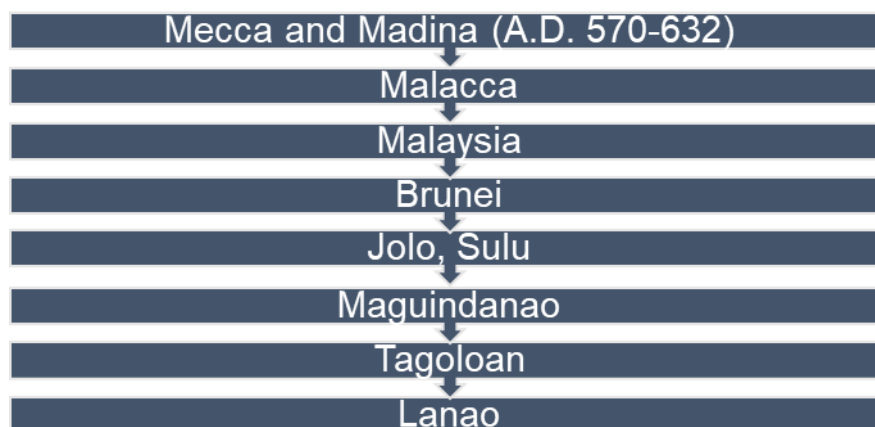 Mecca and Madina (A.D. 570-632)
Malacca
Malaysia
Brunei
Jolo, Sulu
Maguindanao
Tagoloan
Lanao